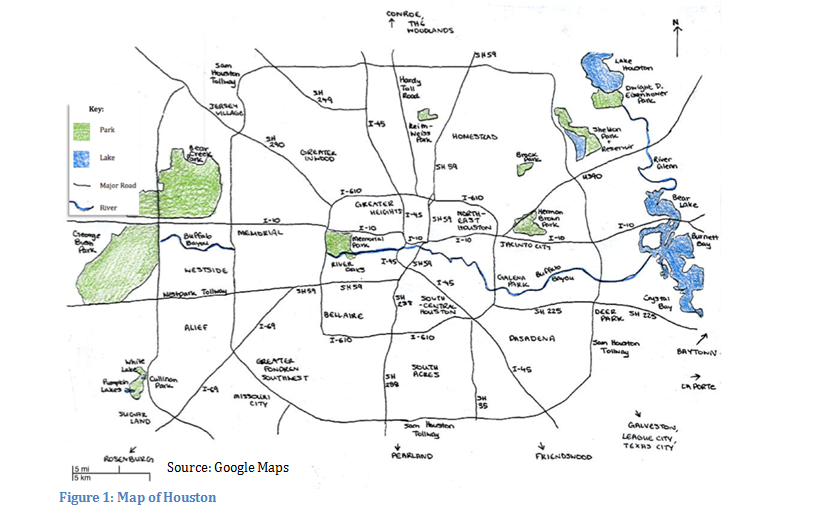 CONROE, THE
WOODLANDS
N
SH 59
Sam
Houston
Tollway
SH
249
Hardy
Toll
Road
Lake
Houston
Dwight D.
Eisenhower
Park
Key:
Park
Lake
Major Road
River
JERSEY
VILLAGE
I-45
Keith-
Weiss
Park
HOMESTEAD
Sheldon
Park
+
Reservoir
SH
290
GREATER
INWOOD
Bear
Creek
Park
SH 59
Brock
Park
River
U390
I-610
I-610
GREATER
HEIGHTS
I-45
SH59
NORTH-
EAST
HOUSTON
Herman
Brown
Park
Bear
Lake
I-10
I-10
I-10
I-10
I-10
I-10
George
Bush
Park
Buffalo
Bayou
MEMORIAL
Memorial
Park
JACINTO CITY
Burnett
Bay
WESTSIDE
RIVER
OAKS
I-45
SH59
GALENA
PARK
Buffalo
Bayou
Westpark Tollway
SH59
SH59
I-45
SH
288
SOUTH
-CENTRAL
HOUSTON
Crystal
Bay
SH 225
DEER
PARK
SH 225
BELLAIRE
ALIEF
I-69
I-610
I-610
PASADENA
Sam
Houston
Tollway
BAYTOWN
White
Lake
Pumpkin
Lakes
Cullinan
Park
GREATER
FONDREN
SOUTHWEST
SOUTH
ACRES
I-45
SH
288
LA PORTE
I-69
MISSOURI
CITY
SH
35
SUGAR
LAND
Sam Houston
Tollway
GALVESTON,
LEAGUE CITY,
TEXAS CITY
ROSENBURG
PEARLAND
FRIENDSWOOD
5 mi
5 km
Source: Google Maps
Figure 1: Map of Houston